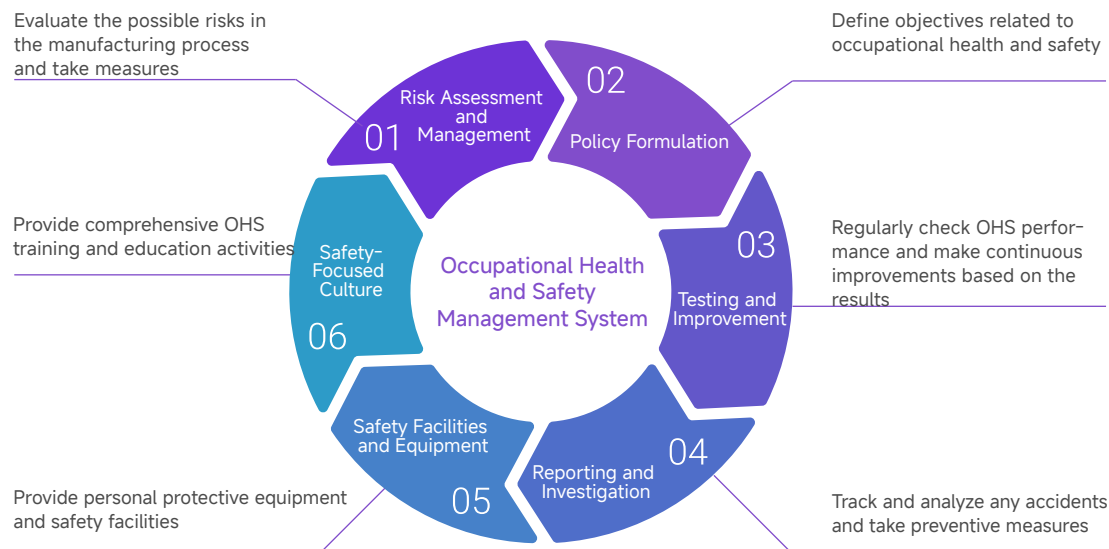 Evaluate the possible risks in
the manufacturing process
and take measures
01
Risk Assessment
and
Management
Define objectives related to
occupational health and safety
02
Policy Formulation
Regularly check OHS perfor-
mance and make continuous
improvements based on the
results
03
Testing and
Improvement
Track and analyze any accidents
and take preventive measures
04
Reporting and
Investigation
Provide personal protective equipment
and safety facilities
05
Safety Facilities
and Equipment
Provide comprehensive OHS
training and education activities
06
Safety-
Focused
Culture
Occupational Health
and Safety
Management System